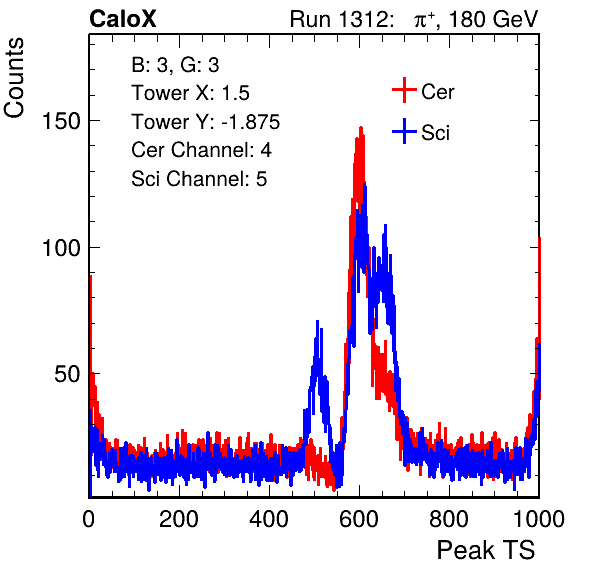 CaloX Run 1312: π⁺, 180 GeV
Counts
B: 3, G: 3
Tower X: 1.5
Tower Y: -1.875
Cer Channel: 4
Sci Channel: 5
Cer
Sci
150
100
50
0 200 400 600 800 1000
Peak TS